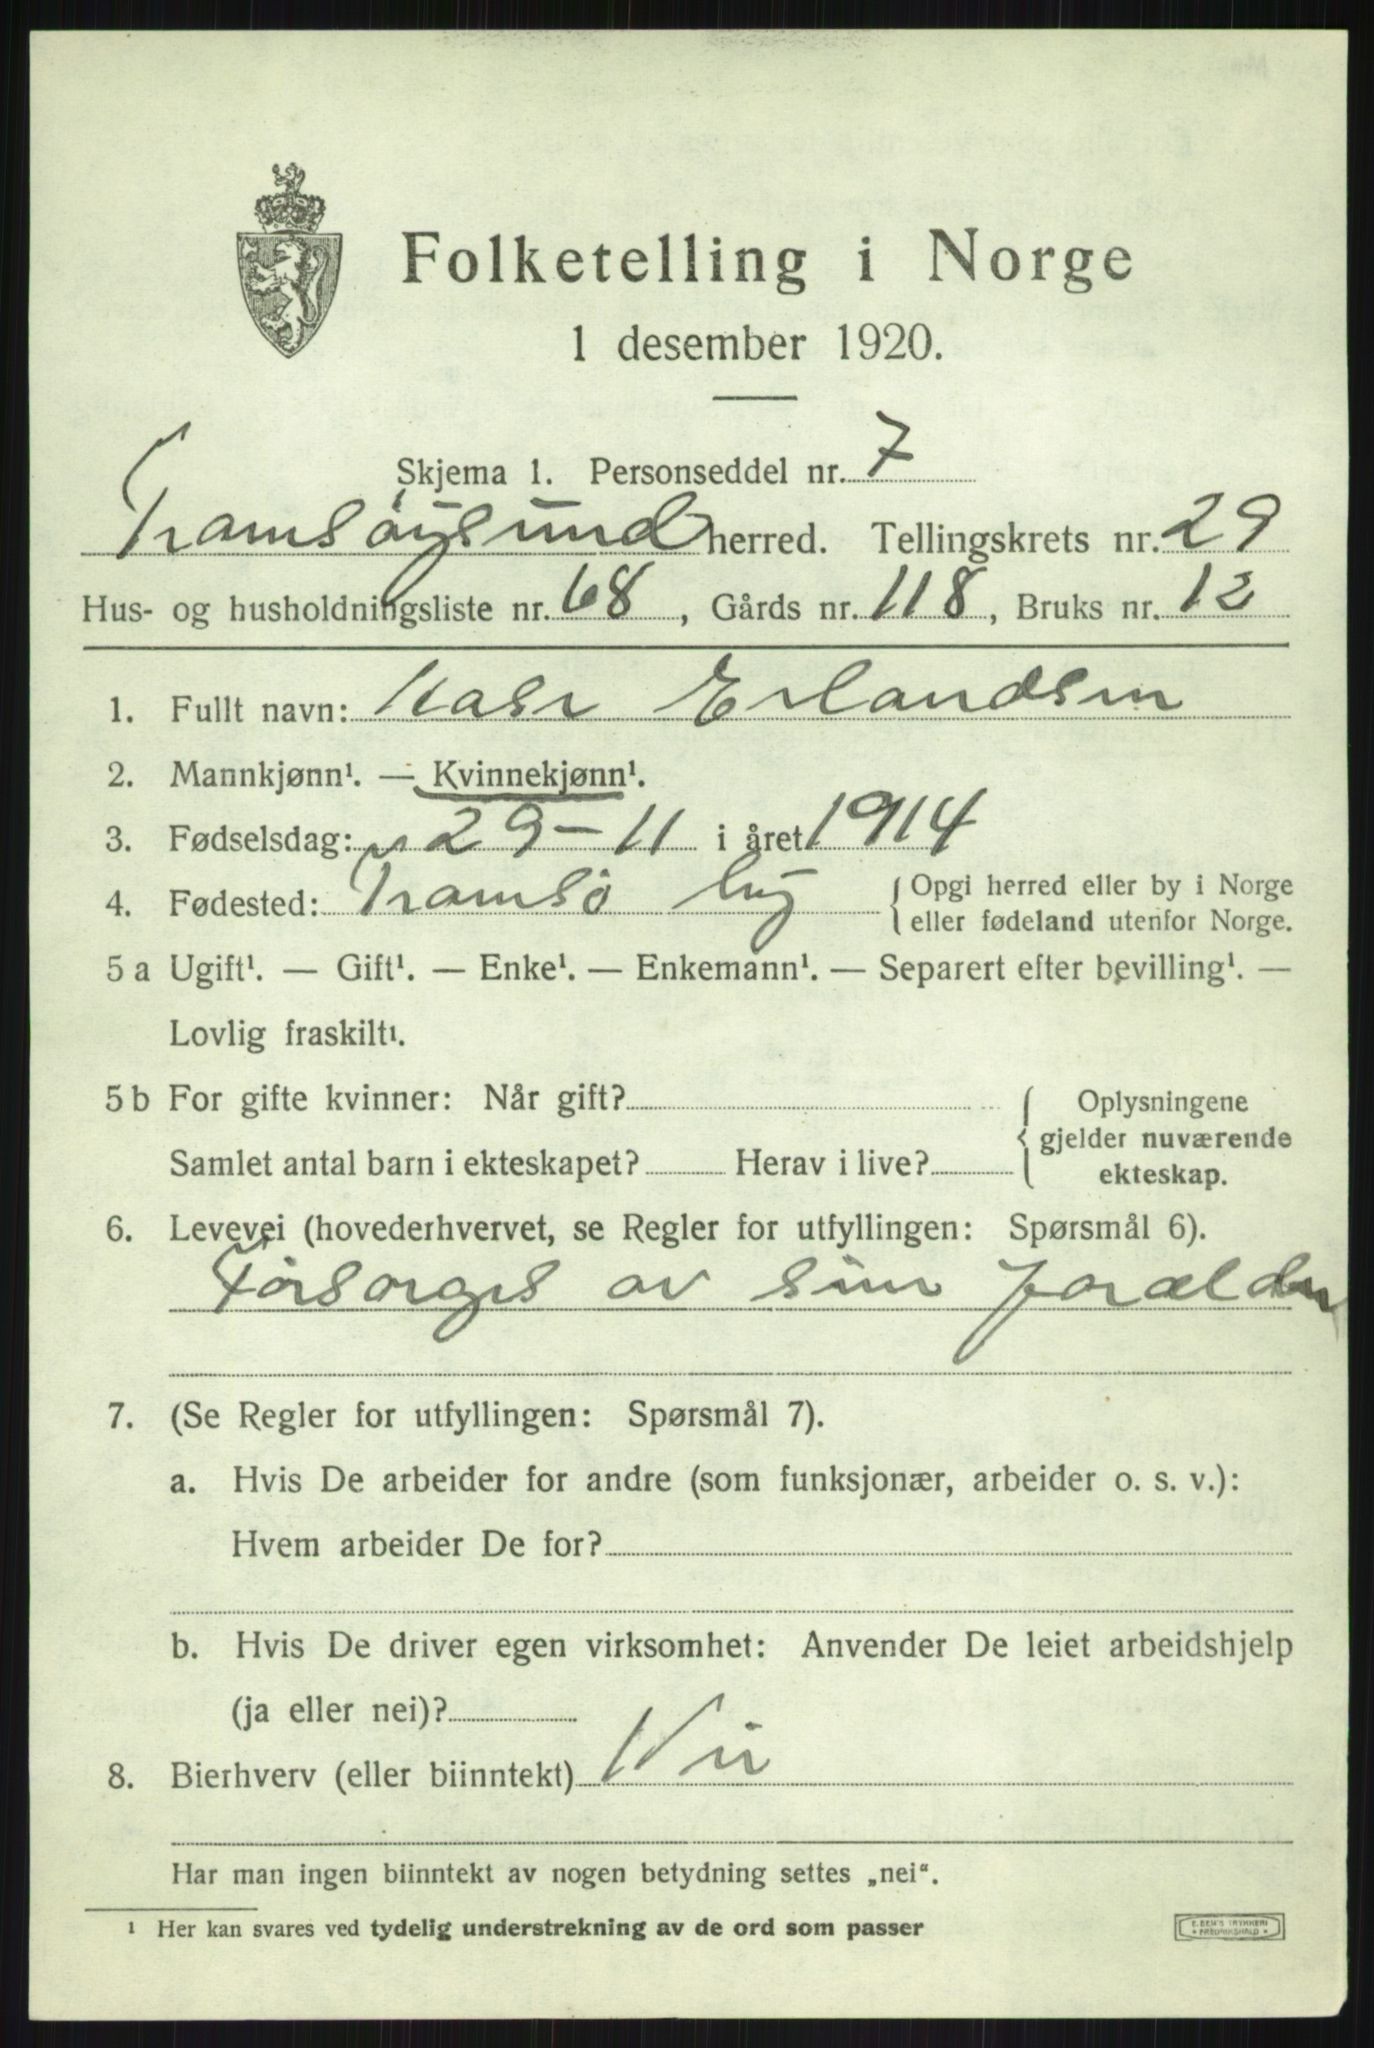 Folketelling i Norge
1 desember 1920.
Skjema 1. Personseddel nr. 7
Tromsøysund herred. Tellingskrets nr. 29
Hus- og husholdningsliste nr. 68, Gårds nr. 118, Bruks nr. 12
1. Fullt navn: Erlandsen
2. Mannkjønn¹. — Kvinnekjønn¹.
3. Fødselsdag: 29-11 i året 1914
4. Fødested: Tromsø by { Opgi herred eller by i Norge
eller fødeland utenfor Norge.
5 a Ugift¹. — Gift¹. — Enke¹. — Enkemann¹. — Separert efter bevilling¹. —
Lovlig fraskilt¹.
5 b For gifte kvinner: Når gift?
Samlet antal barn i ekteskapet? Herav i live?
{ Oplysningene
gjelder nuværende
ekteskap.
6. Levevei (hovederhvervet, se Regler for utfyllingen: Spørsmål 6).
Forsorges av sine foreldre
7. (Se Regler for utfyllingen: Spørsmål 7).
a. Hvis De arbeider for andre (som funksjonær, arbeider o. s. v.):
Hvem arbeider De for?
b. Hvis De driver egen virksomhet: Anvender De leiet arbeidshjelp
(ja eller nei)?
8. Bierhverv (eller biinntekt) Nei
Har man ingen biinntekt av nogen betydning settes „nei“.
¹ Her kan svares ved tydelig understrekning av de ord som passer